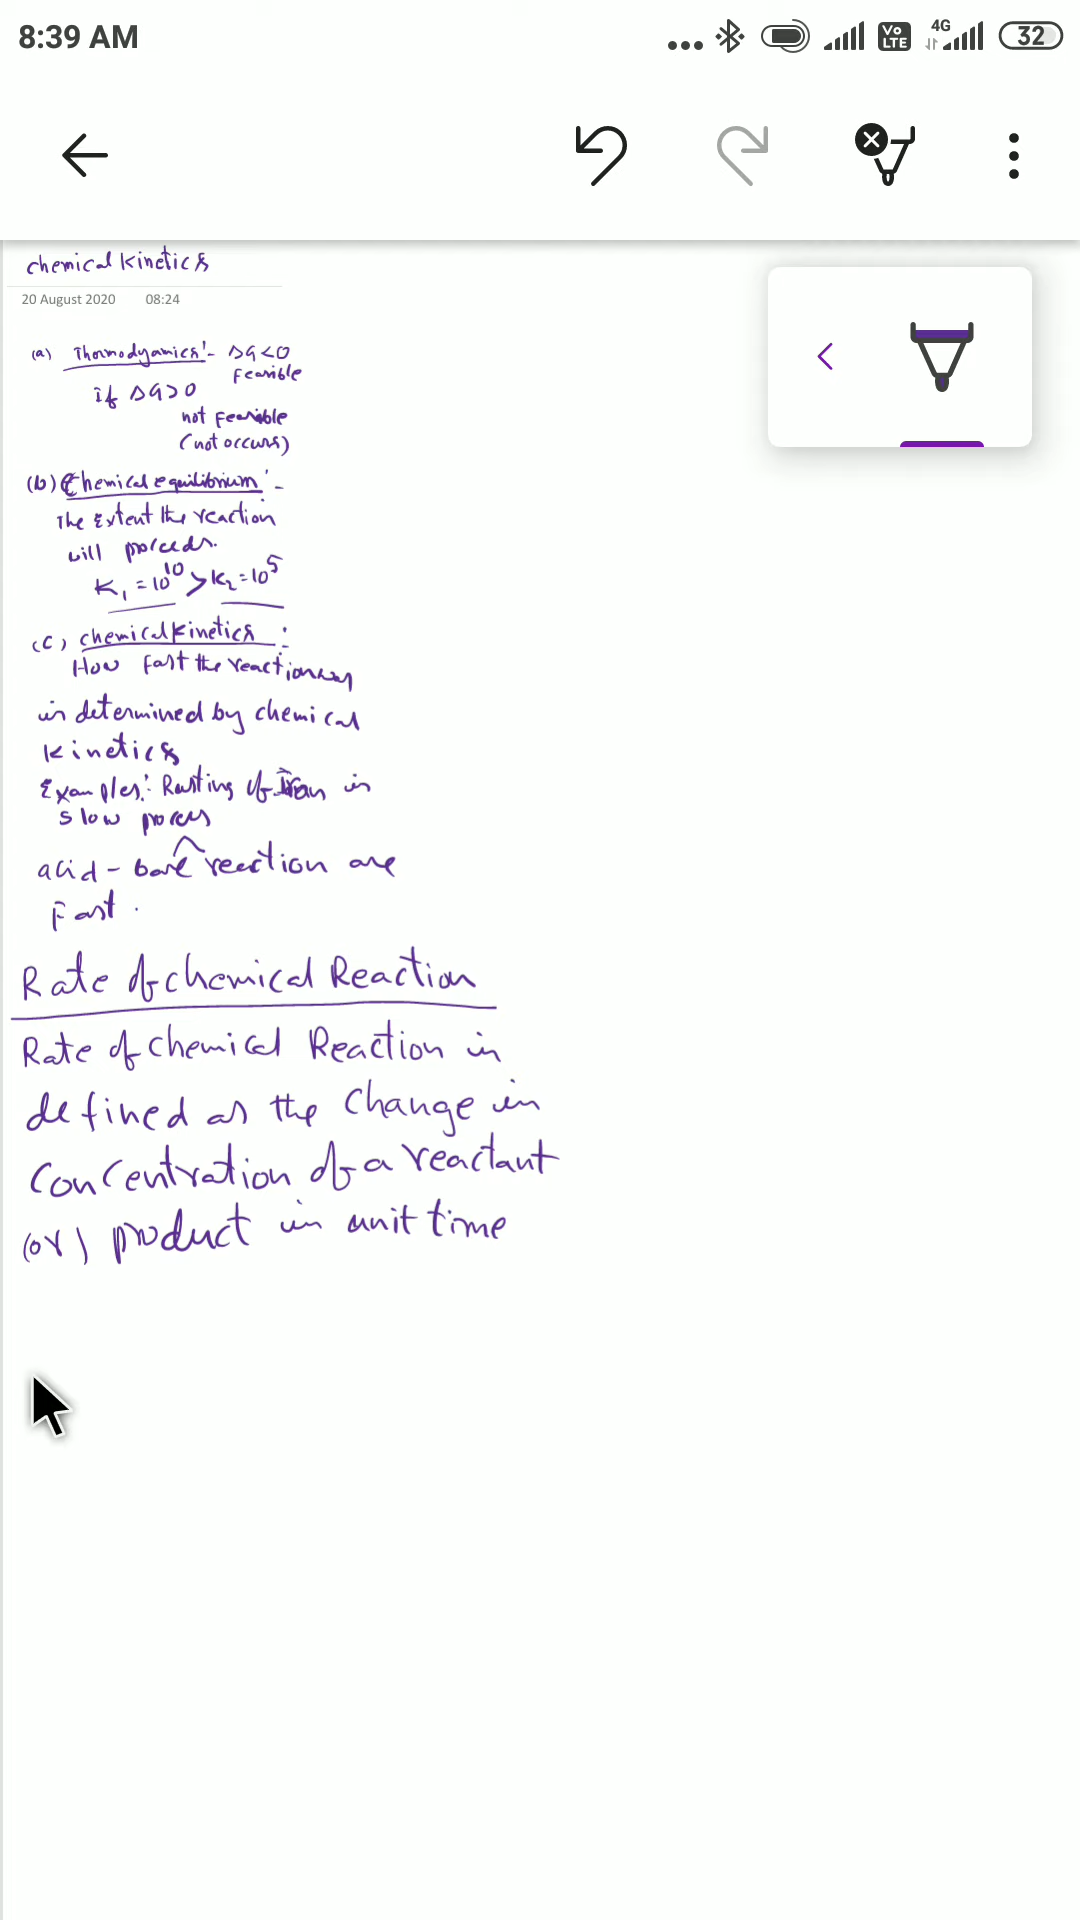 8:39 AM
Vo LTE 4G 32
chemical kinetics
20 August 2020 08:24
(a) Thermodyamics:- ΔG<0
Feasible
if ΔG>0
not Feasible
(not occurs)
(b) Chemical equilibrium:-
The Extent the reaction
will proceeds.
K₁=10¹⁰ > K₂=10⁵
(c) chemical kinetics :-
How Fast the reaction
is determined by chemical
kinetics
Examples: Rusting of Iron is
slow process
acid - base reaction are
Fast.
Rate of chemical Reaction
Rate of chemical Reaction is
defined as the change in
concentration of a reactant
(or) product in unit time